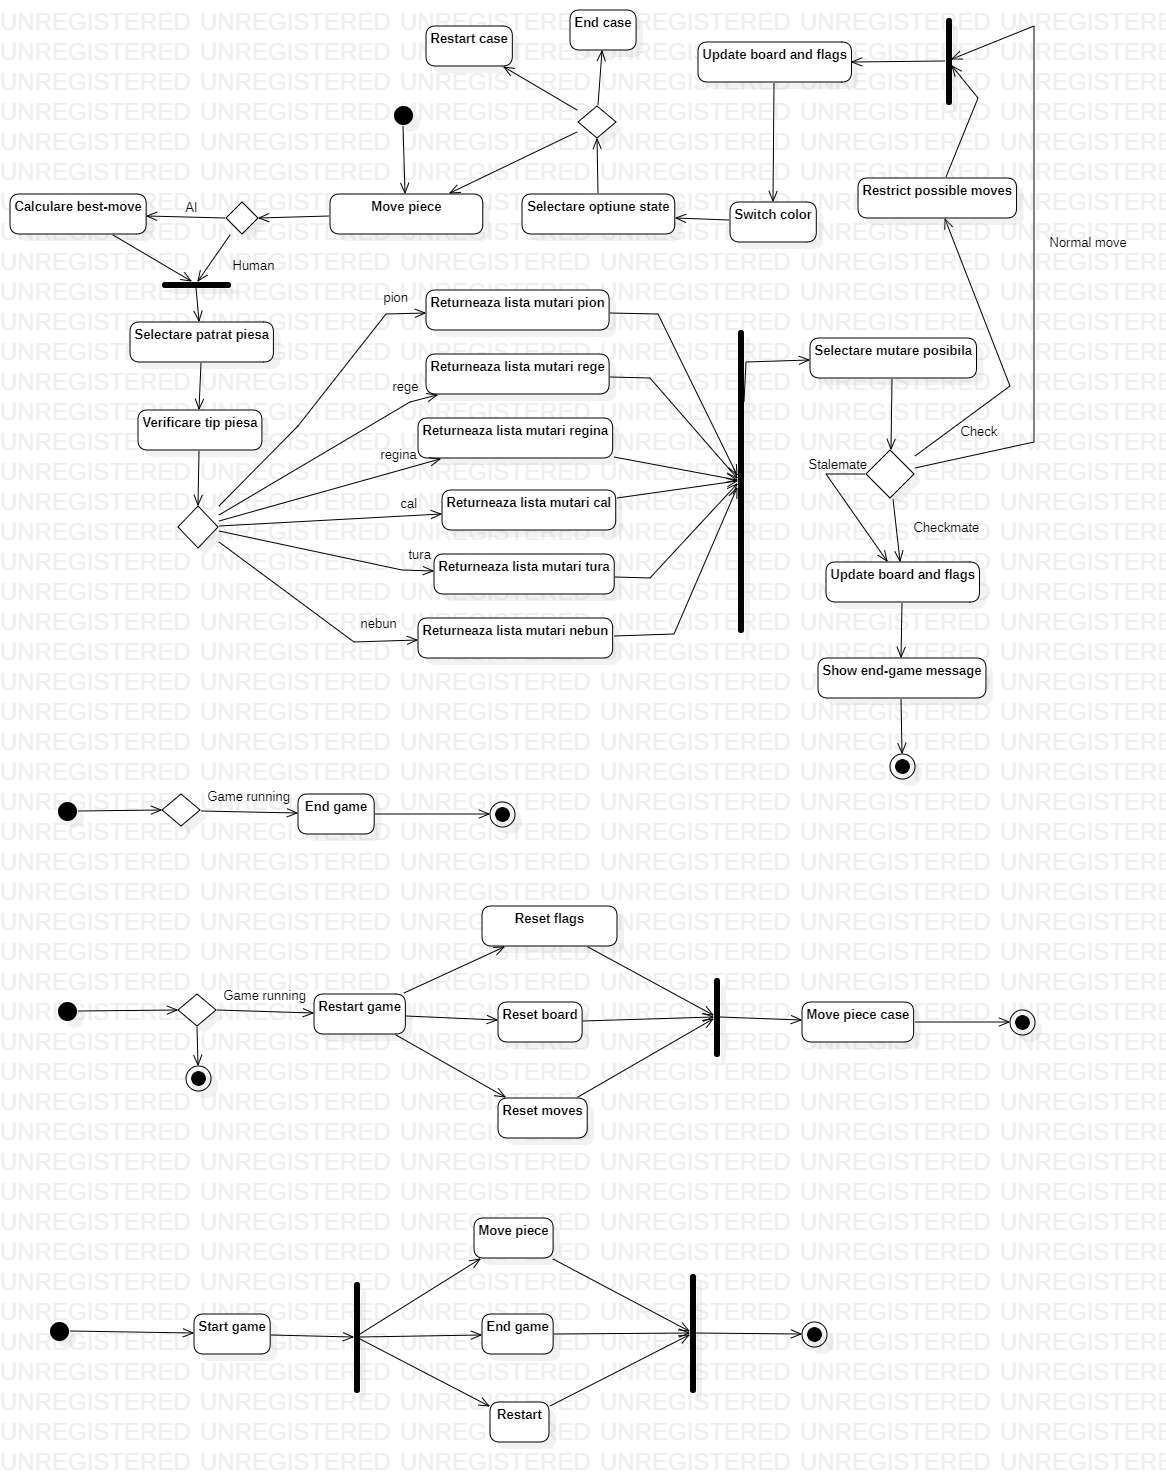 End case
Restart case
Update board and flags
Calculare best-move
AI
Move piece
Selectare optiune state
Switch color
Restrict possible moves
Normal move
Human
Selectare patrat piesa
pion
Returneaza lista mutari pion
Selectare mutare posibila
rege
Returneaza lista mutari rege
Verificare tip piesa
regina
Returneaza lista mutari regina
Check
Stalemate
cal
Returneaza lista mutari cal
Checkmate
tura
Returneaza lista mutari tura
Update board and flags
nebun
Returneaza lista mutari nebun
Show end-game message
Game running
End game
Reset flags
Game running
Restart game
Reset board
Move piece case
Reset moves
Move piece
Start game
End game
Restart
UNREGISTERED